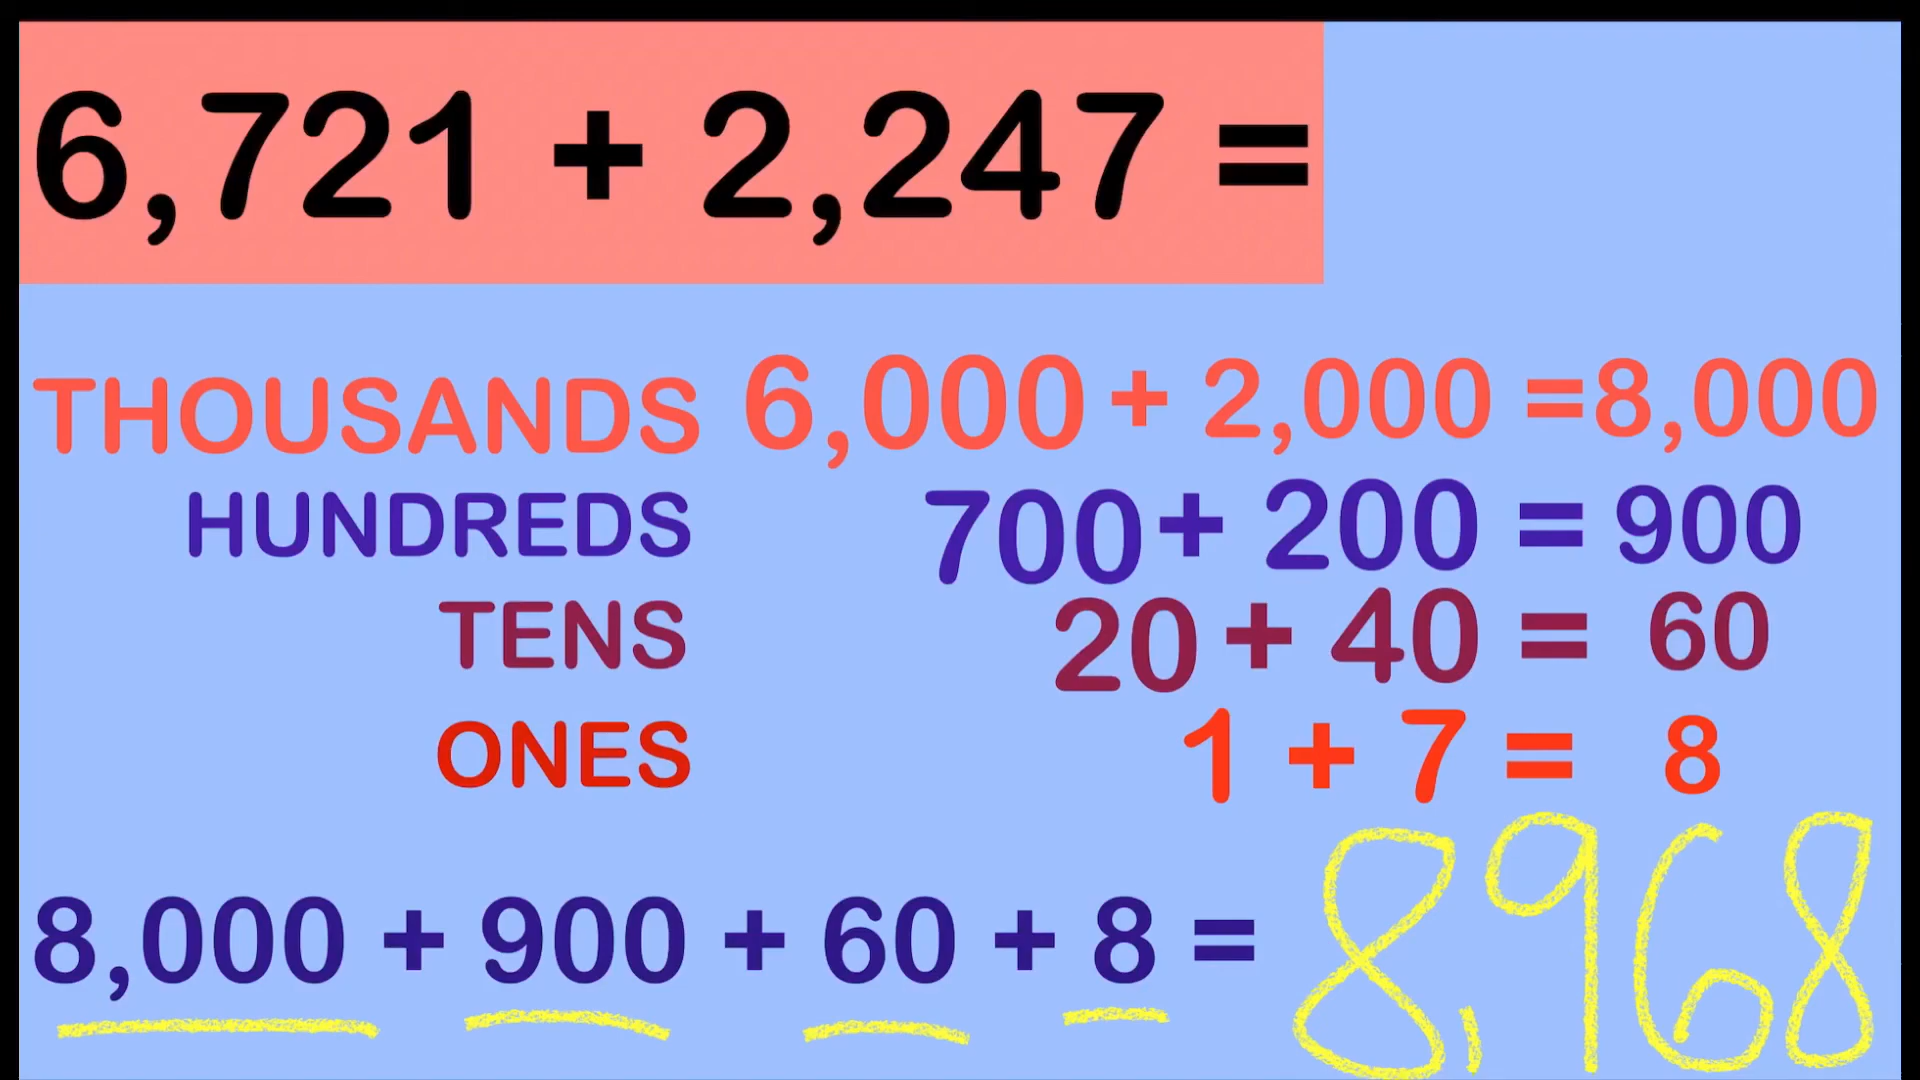 6,721 + 2,247 =
THOUSANDS 6,000 + 2,000 =8,000
HUNDREDS 700 + 200 = 900
TENS 20 + 40 = 60
ONES 1 + 7 = 8
8,000 + 900 + 60 + 8 = 8,968